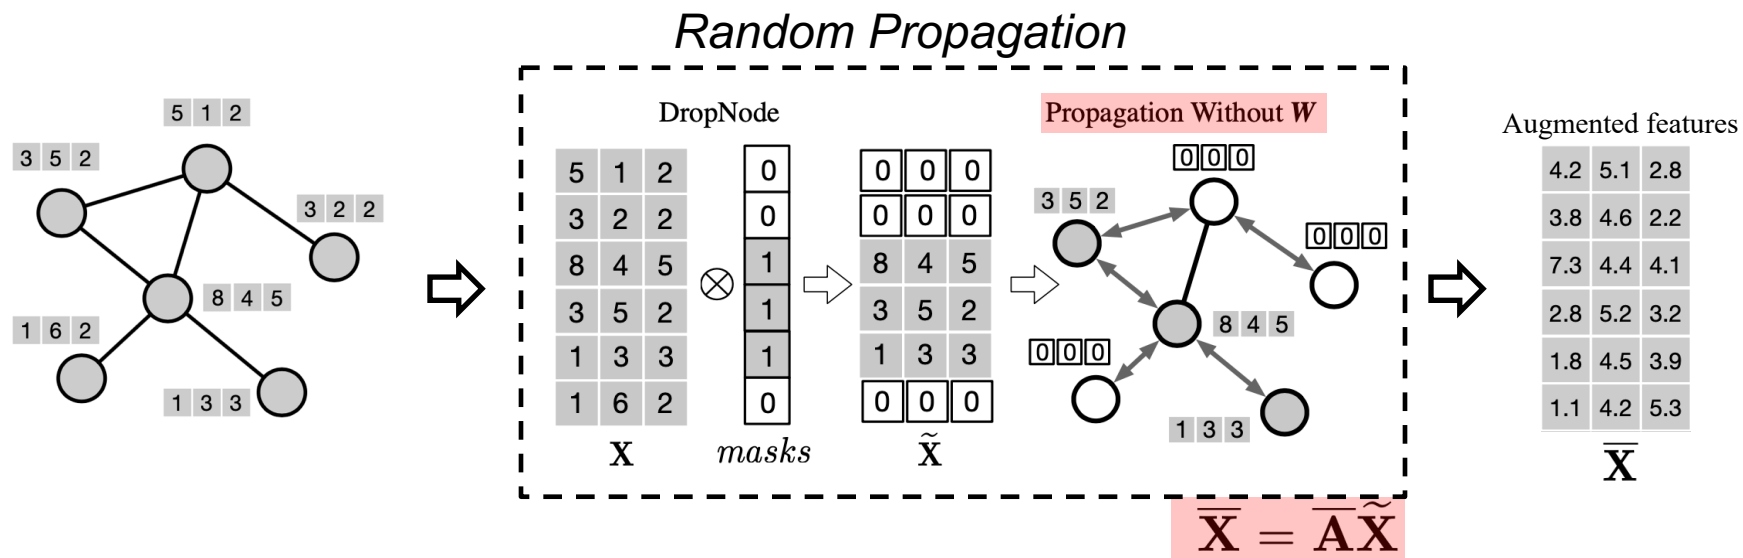 Random Propagation
5 1 2
3 5 2
3 2 2
8 4 5
1 6 2
1 3 3
DropNode
5 1 2
3 2 2
8 4 5
3 5 2
1 3 3
1 6 2
X
⊗
0
0
1
1
1
0
masks
0 0 0
0 0 0
8 4 5
3 5 2
1 3 3
0 0 0
X̃
Propagation Without W
0 0 0
3 5 2
0 0 0
8 4 5
0 0 0
1 3 3
X̅ = A̅X̃
Augmented features
4.2 5.1 2.8
3.8 4.6 2.2
7.3 4.4 4.1
2.8 5.2 3.2
1.8 4.5 3.9
1.1 4.2 5.3
X̅